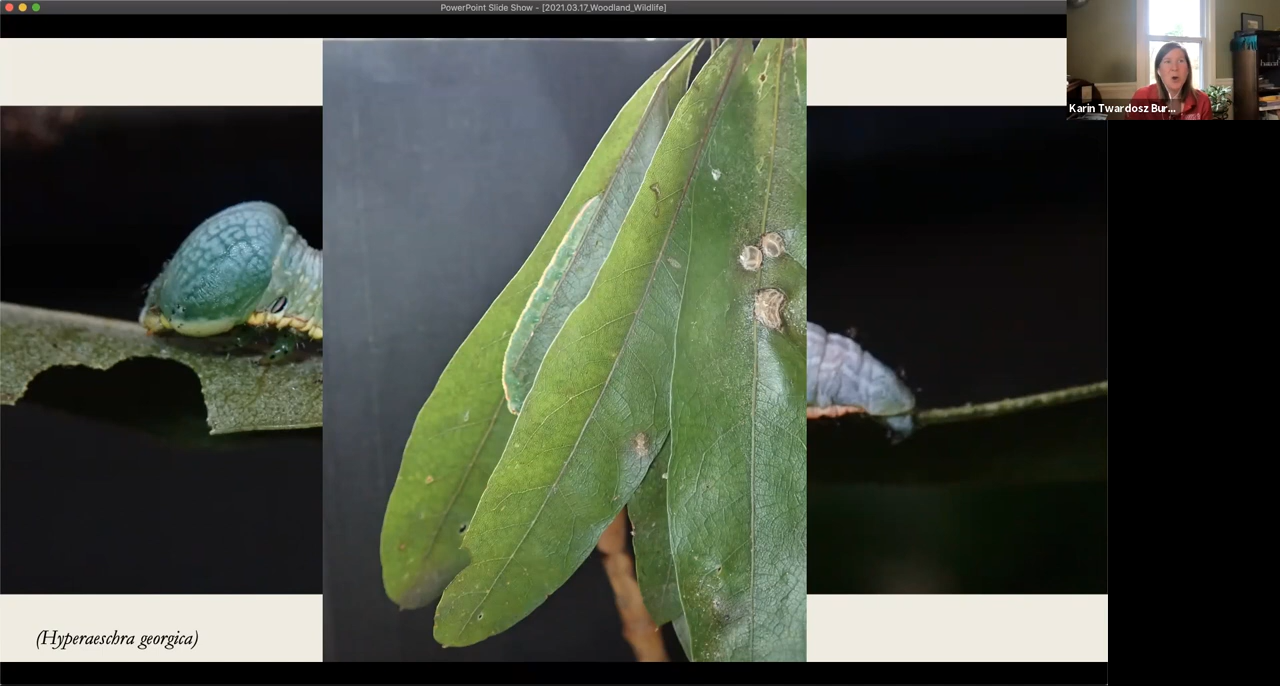 PowerPoint Slide Show - [2021.03.17_Woodland_Wildlife]
Karin Twardosz Bur...
(Hyperaeschra georgica)